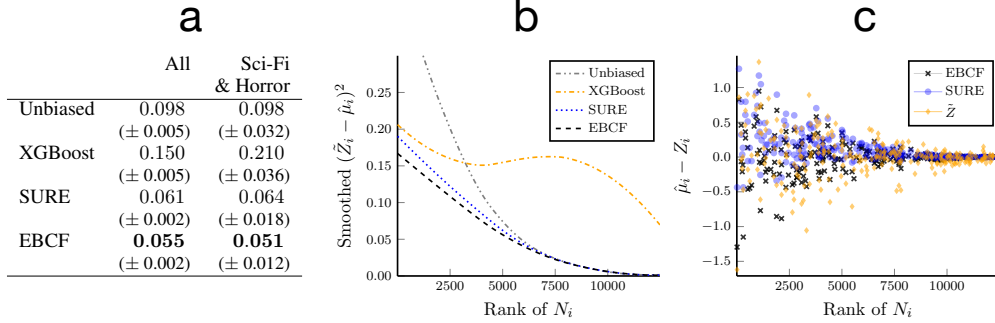 a
All Sci-Fi
& Horror
Unbiased 0.098 0.098
(± 0.005) (± 0.032)
XGBoost 0.150 0.210
(± 0.005) (± 0.036)
SURE 0.061 0.064
(± 0.002) (± 0.018)
EBCF 0.055 0.051
(± 0.002) (± 0.012)
b
Smoothed (Z̃ᵢ − μ̂ᵢ)²
0.25
0.20
0.15
0.10
0.05
0.00
2500 5000 7500 10000
Rank of Nᵢ
Unbiased
XGBoost
SURE
EBCF
c
μ̂ᵢ − Zᵢ
1.0
0.5
0.0
−0.5
−1.0
−1.5
2500 5000 7500 10000
Rank of Nᵢ
EBCF
SURE
Z̃